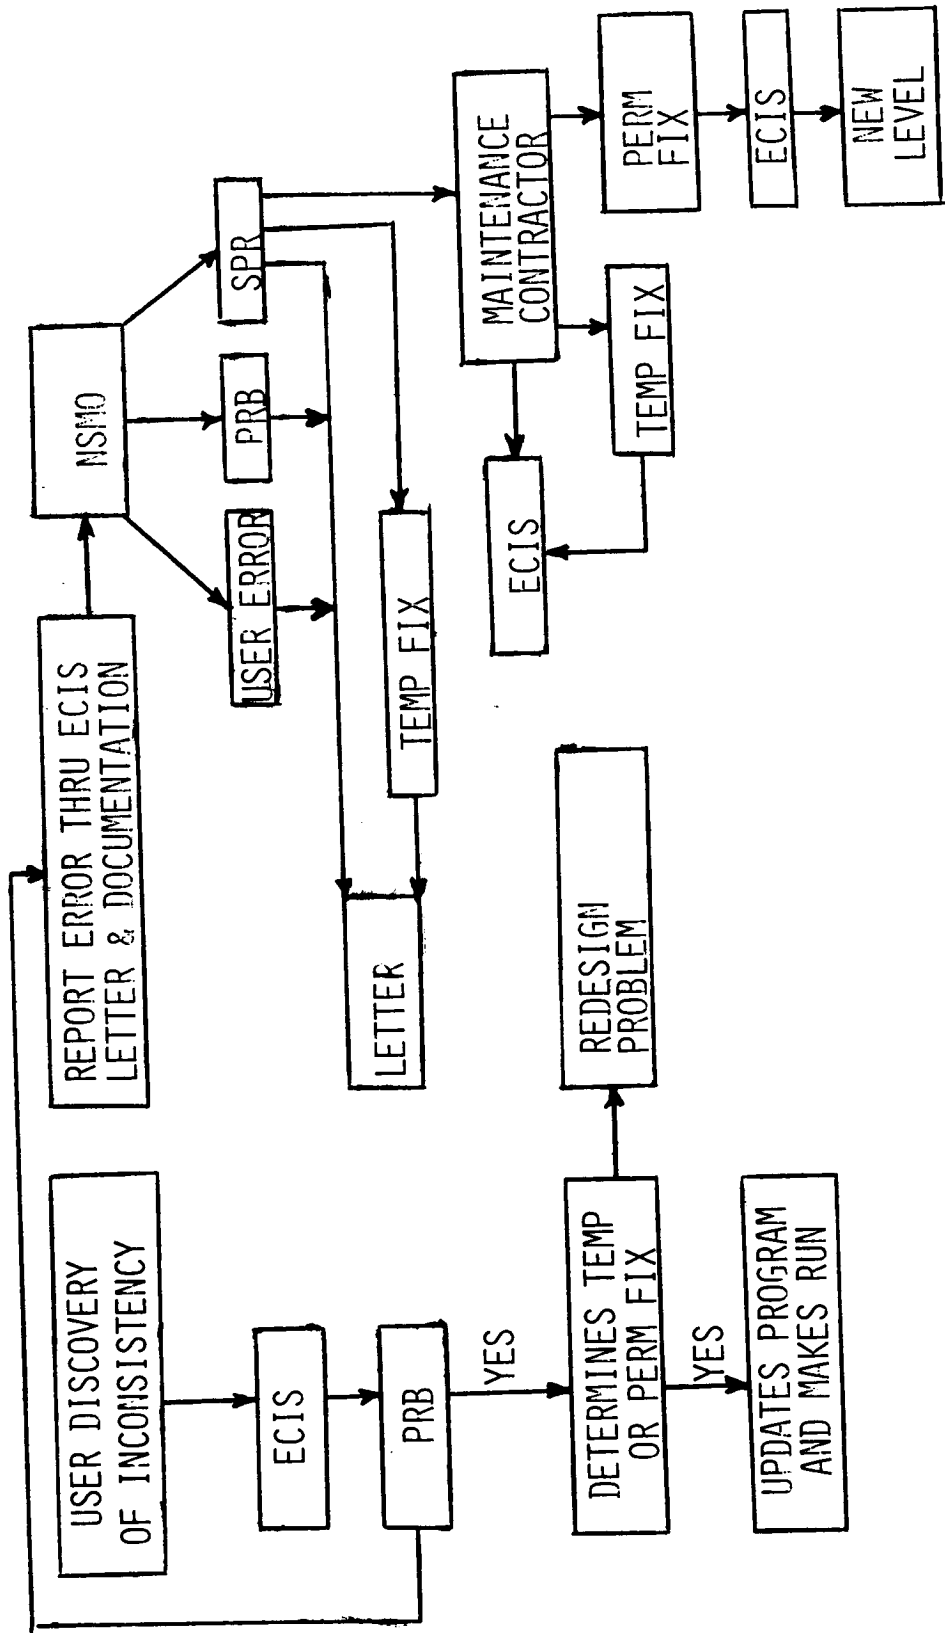 USER DISCOVERY
OF INCONSISTENCY
ECIS
PRB
YES
DETERMINES TEMP
OR PERM FIX
YES
UPDATES PROGRAM
AND MAKES RUN
REDESIGN
PROBLEM
REPORT ERROR THRU ECIS
LETTER & DOCUMENTATION
NSMO
USER ERROR
PRB
SPR
LETTER
TEMP FIX
MAINTENANCE
CONTRACTOR
ECIS
TEMP FIX
PERM
FIX
ECIS
NEW
LEVEL